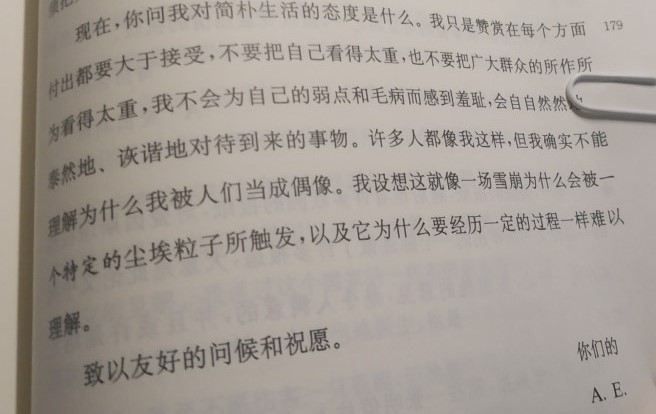 现在，你问我对简朴生活的态度是什么。我只是赞赏在每个方面 179
付出都要大于接受，不要把自己看得太重，也不要把广大群众的所作所
为看得太重，我不会为自己的弱点和毛病而感到羞耻，会自自然然
泰然地、诙谐地对待到来的事物。许多人都像我这样，但我确实不能
理解为什么我被人们当成偶像。我设想这就像一场雪崩为什么会被一
个特定的尘埃粒子所触发，以及它为什么要经历一定的过程一样难以
理解。
致以友好的问候和祝愿。
你们的
A. E.